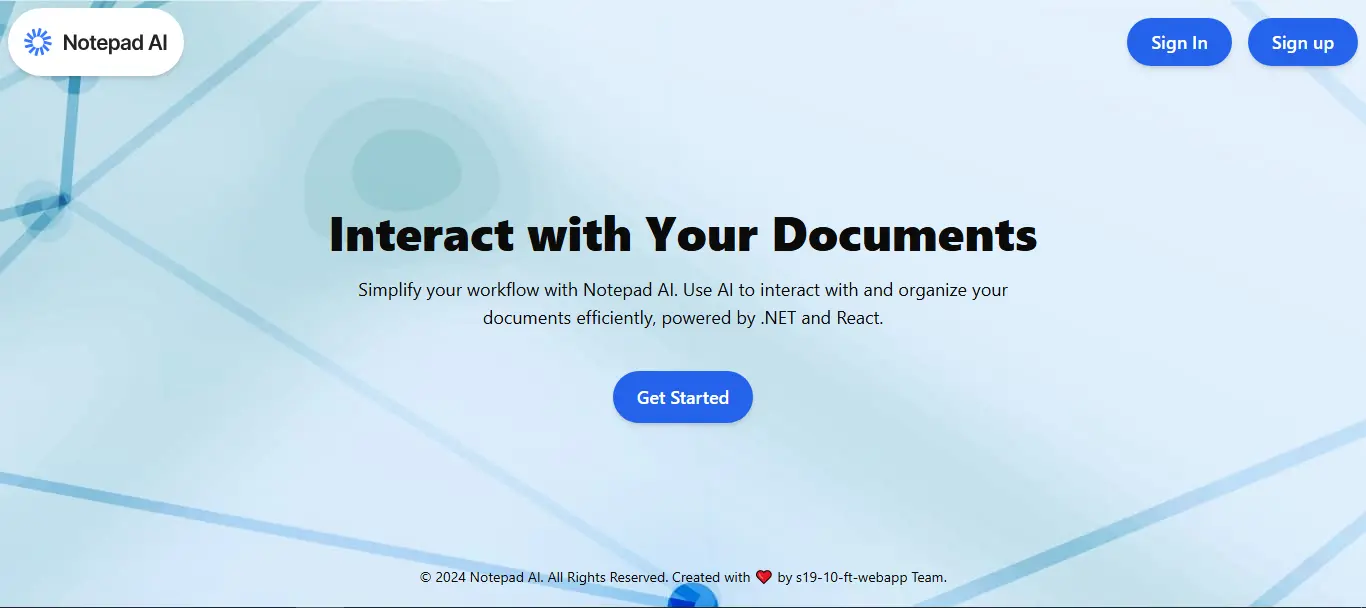 Notepad AI
Sign In
Sign up
Interact with Your Documents
Simplify your workflow with Notepad AI. Use AI to interact with and organize your
documents efficiently, powered by .NET and React.
Get Started
© 2024 Notepad AI. All Rights Reserved. Created with ❤️ by s19-10-ft-webapp Team.